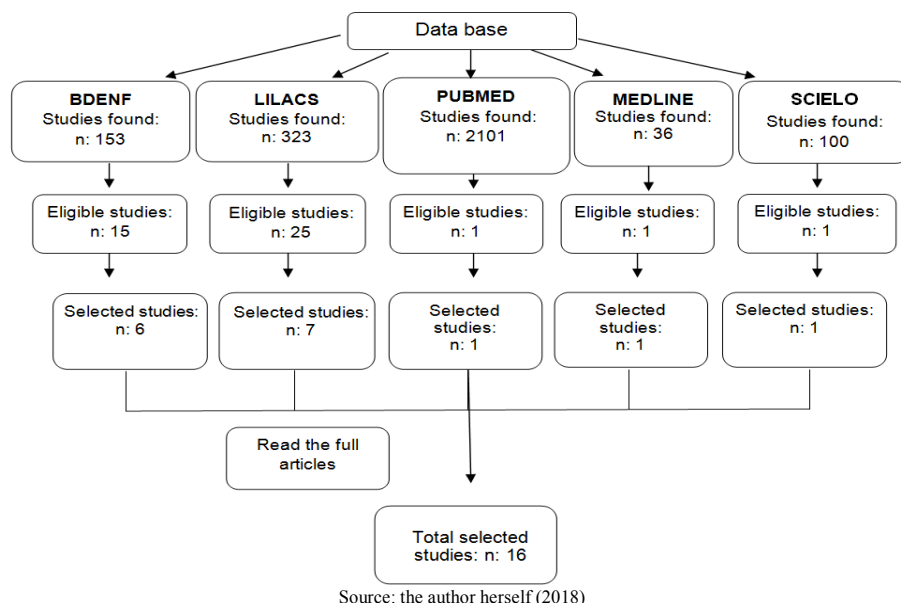 Data base
BDENF
Studies found:
n: 153
LILACS
Studies found:
n: 323
PUBMED
Studies found:
n: 2101
MEDLINE
Studies found:
n: 36
SCIELO
Studies found:
n: 100
Eligible studies:
n: 15
Eligible studies:
n: 25
Eligible studies:
n: 1
Eligible studies:
n: 1
Eligible studies:
n: 1
Selected studies:
n: 6
Selected studies:
n: 7
Selected
studies:
n: 1
Selected
studies:
n: 1
Selected studies:
n: 1
Read the full
articles
Total selected
studies: n: 16
Source: the author herself (2018)